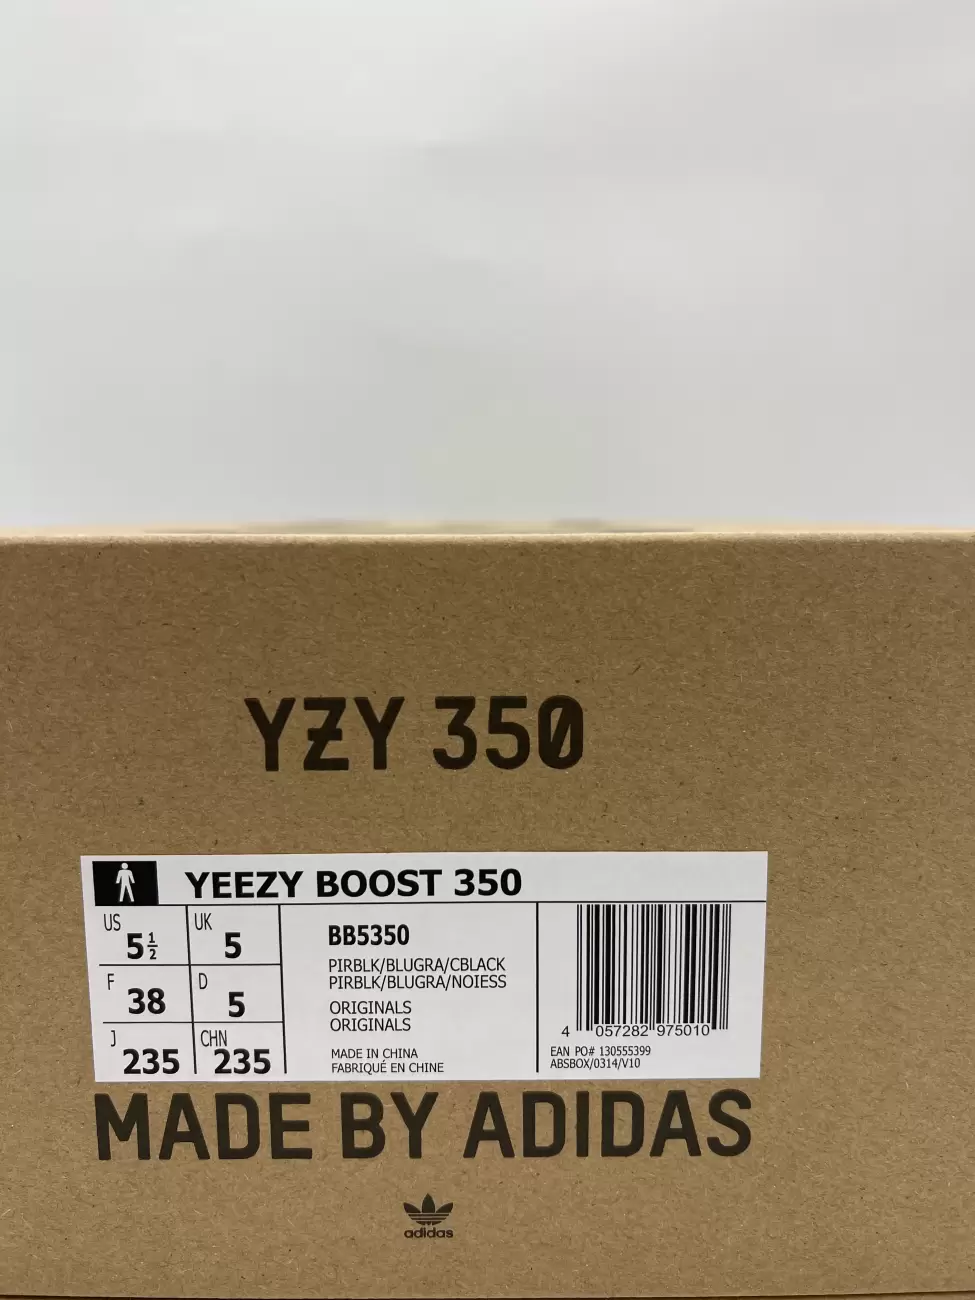 YZY 350
YEEZY BOOST 350
US 5½ UK 5
F 38 D 5
J 235 CHN 235
BB5350
PIRBLK/BLUGRA/CBLACK
PIRBLK/BLUGRA/NOIESS
ORIGINALS
ORIGINALS
MADE IN CHINA
FABRIQUÉ EN CHINE
4 057282 975010
EAN PO# 130555399
ABSBOX/0314/V10
MADE BY ADIDAS
adidas